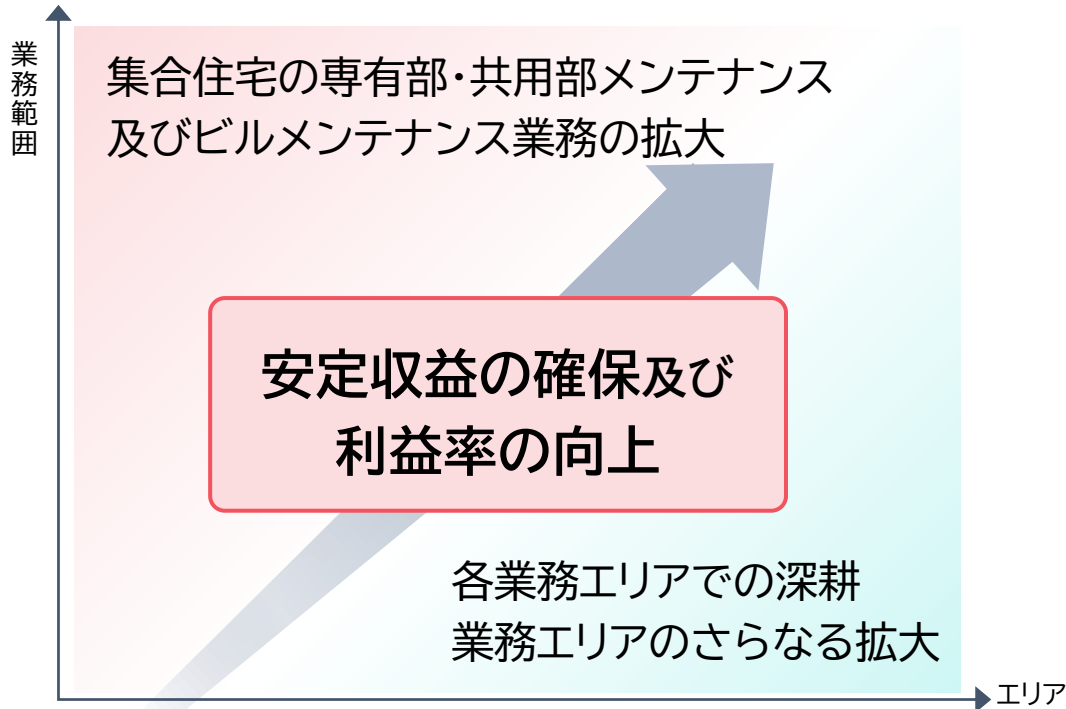 業務範囲
集合住宅の専有部・共用部メンテナンス
及びビルメンテナンス業務の拡大
安定収益の確保及び
利益率の向上
各業務エリアでの深耕
業務エリアのさらなる拡大
エリア